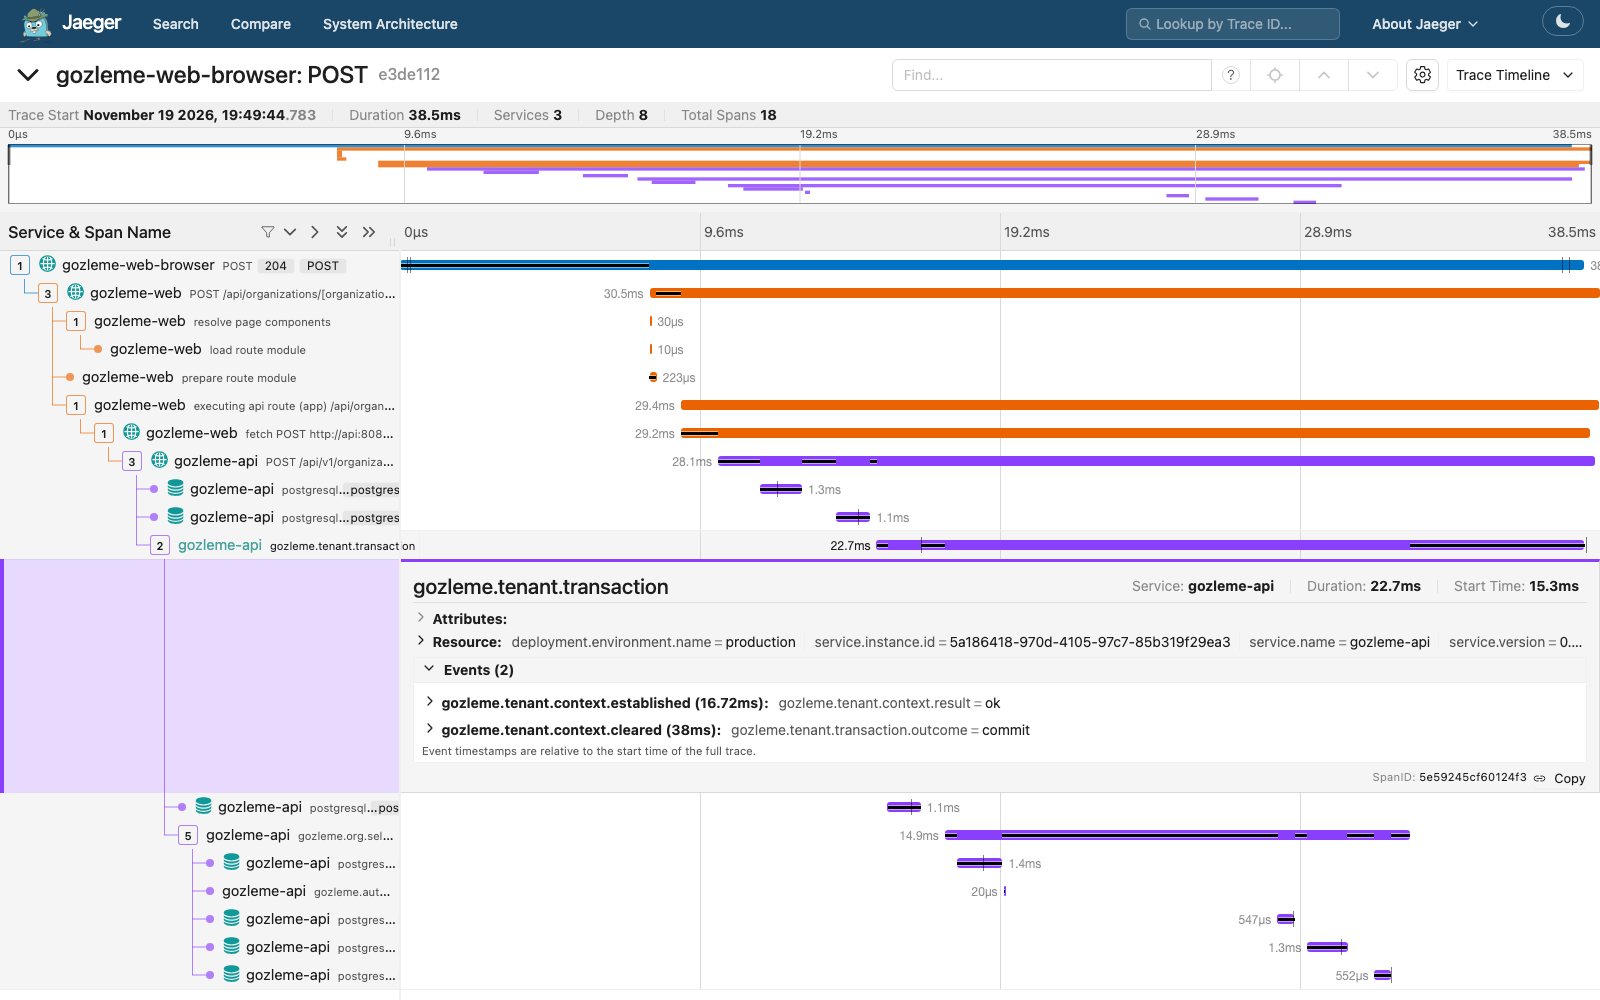 Jaeger Search Compare System Architecture Lookup by Trace ID... About Jaeger
gozleme-web-browser: POST e3de112 Find... ? Trace Timeline
Trace Start November 19 2026, 19:49:44.783 Duration 38.5ms Services 3 Depth 8 Total Spans 18
0μs 9.6ms 19.2ms 28.9ms 38.5ms
Service & Span Name 0μs 9.6ms 19.2ms 28.9ms 38.5ms
1 gozleme-web-browser POST 204 POST 38
3 gozleme-web POST /api/organizations/[organizatio... 30.5ms
1 gozleme-web resolve page components 30μs
gozleme-web load route module 10μs
gozleme-web prepare route module 223μs
1 gozleme-web executing api route (app) /api/organ... 29.4ms
1 gozleme-web fetch POST http://api:808... 29.2ms
3 gozleme-api POST /api/v1/organiza... 28.1ms
gozleme-api postgresql...postgres 1.3ms
gozleme-api postgresql...postgres 1.1ms
2 gozleme-api gozleme.tenant.transaction 22.7ms
gozleme.tenant.transaction Service: gozleme-api Duration: 22.7ms Start Time: 15.3ms
Attributes:
Resource: deployment.environment.name = production service.instance.id = 5a186418-970d-4105-97c7-85b319f29ea3 service.name = gozleme-api service.version = 0....
Events (2)
gozleme.tenant.context.established (16.72ms): gozleme.tenant.context.result = ok
gozleme.tenant.context.cleared (38ms): gozleme.tenant.transaction.outcome = commit
Event timestamps are relative to the start time of the full trace.
SpanID: 5e59245cf60124f3 Copy
gozleme-api postgresql...pos 1.1ms
5 gozleme-api gozleme.org.sel... 14.9ms
gozleme-api postgres... 1.4ms
gozleme-api gozleme.aut... 20μs
gozleme-api postgres... 547μs
gozleme-api postgres... 1.3ms
gozleme-api postgres... 552μs